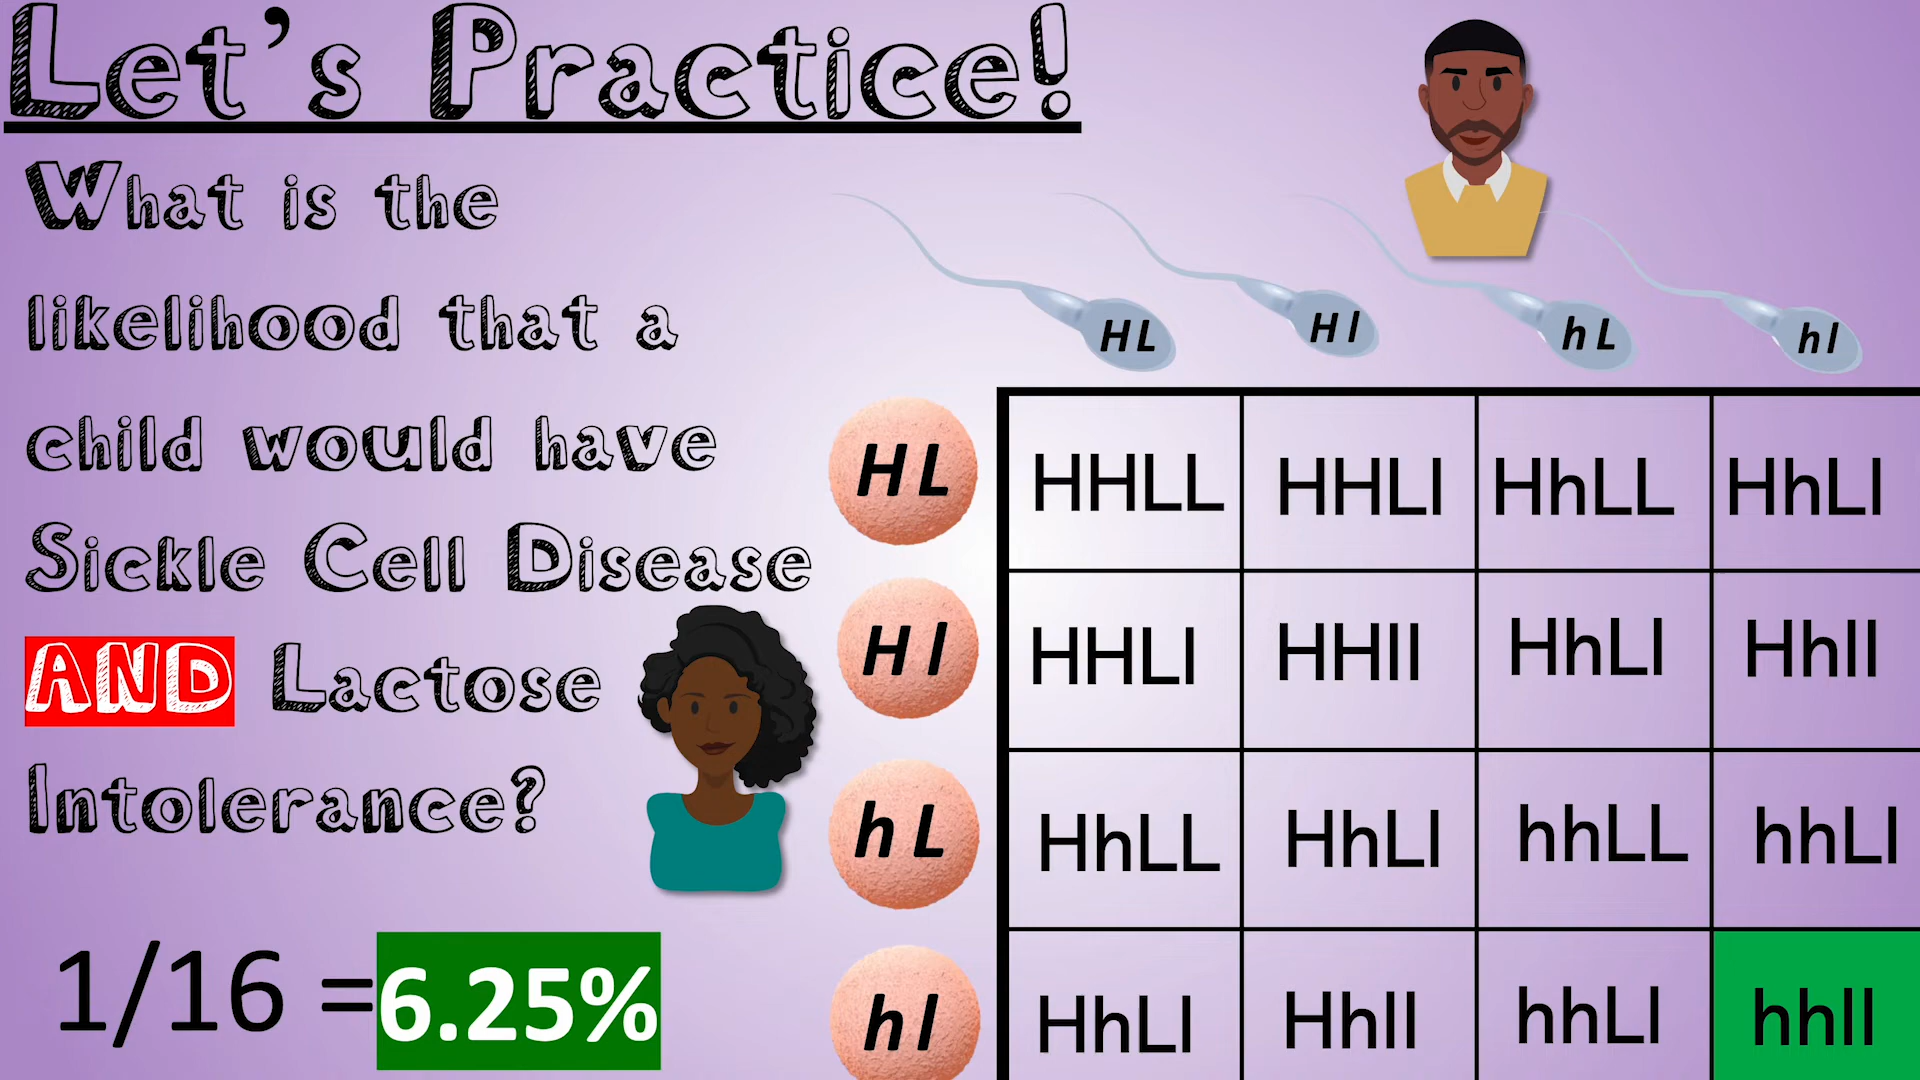 Let's Practice!
What is the
likelihood that a
child would have
Sickle Cell Disease
AND Lactose
Intolerance?
1/16 =6.25%
HL Hl hL hl
HL HHLL HHLl HhLL HhLl
Hl HHLl HHll HhLl Hhll
hL HhLL HhLl hhLL hhLl
hl HhLl Hhll hhLl hhll